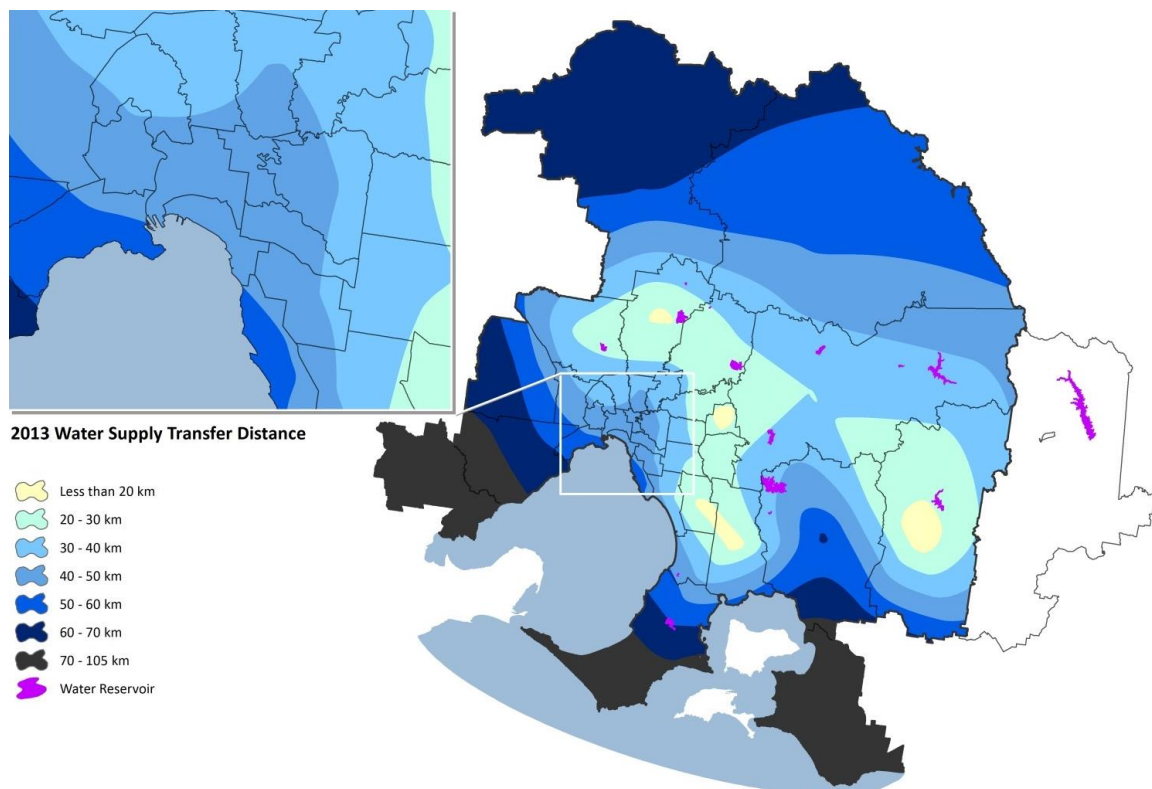 2013 Water Supply Transfer Distance
Less than 20 km
20 - 30 km
30 - 40 km
40 - 50 km
50 - 60 km
60 - 70 km
70 - 105 km
Water Reservoir